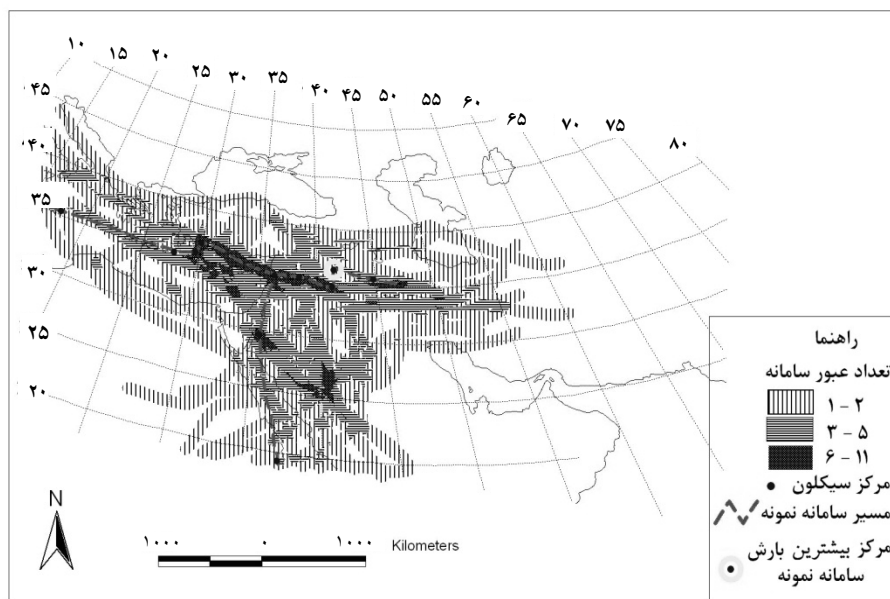 ۱۰ ۱۵ ۲۰ ۲۵ ۳۰ ۳۵ ۴۰ ۴۵ ۵۰ ۵۵ ۶۰ ۶۵ ۷۰ ۷۵ ۸۰
۴۵
۴۰
۳۵
۳۰
۲۵
۲۰
راهنما
تعداد عبور سامانه
۱ - ۲
۳ - ۵
۶ - ۱۱
مرکز سیکلون
مسیر سامانه نمونه
مرکز بیشترین بارش
سامانه نمونه
N
۱۰۰۰ ۰ ۱۰۰۰ Kilometers